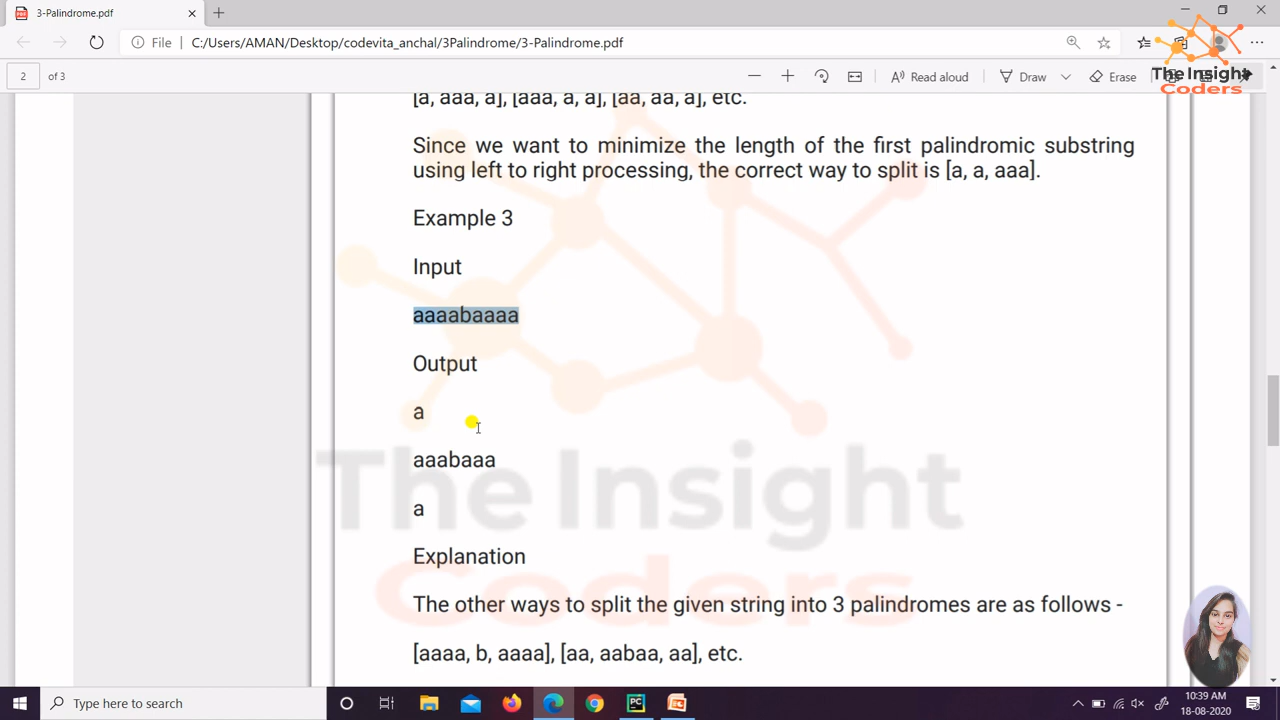 3-Palindrome.pdf
File
C:/Users/AMAN/Desktop/codevita_anchal/3Palindrome/3-Palindrome.pdf
The Insight
Coders
2 of 3
Read aloud
Draw
Erase
[a, aaa, a], [aaa, a, a], [aa, aa, a], etc.
Since we want to minimize the length of the first palindromic substring
using left to right processing, the correct way to split is [a, a, aaa].
Example 3
Input
aaaabaaaa
Output
a
aaabaaa
a
Explanation
The other ways to split the given string into 3 palindromes are as follows -
[aaaa, b, aaaa], [aa, aabaa, aa], etc.
The Insight
Coders
Type here to search
10:39 AM
18-08-2020